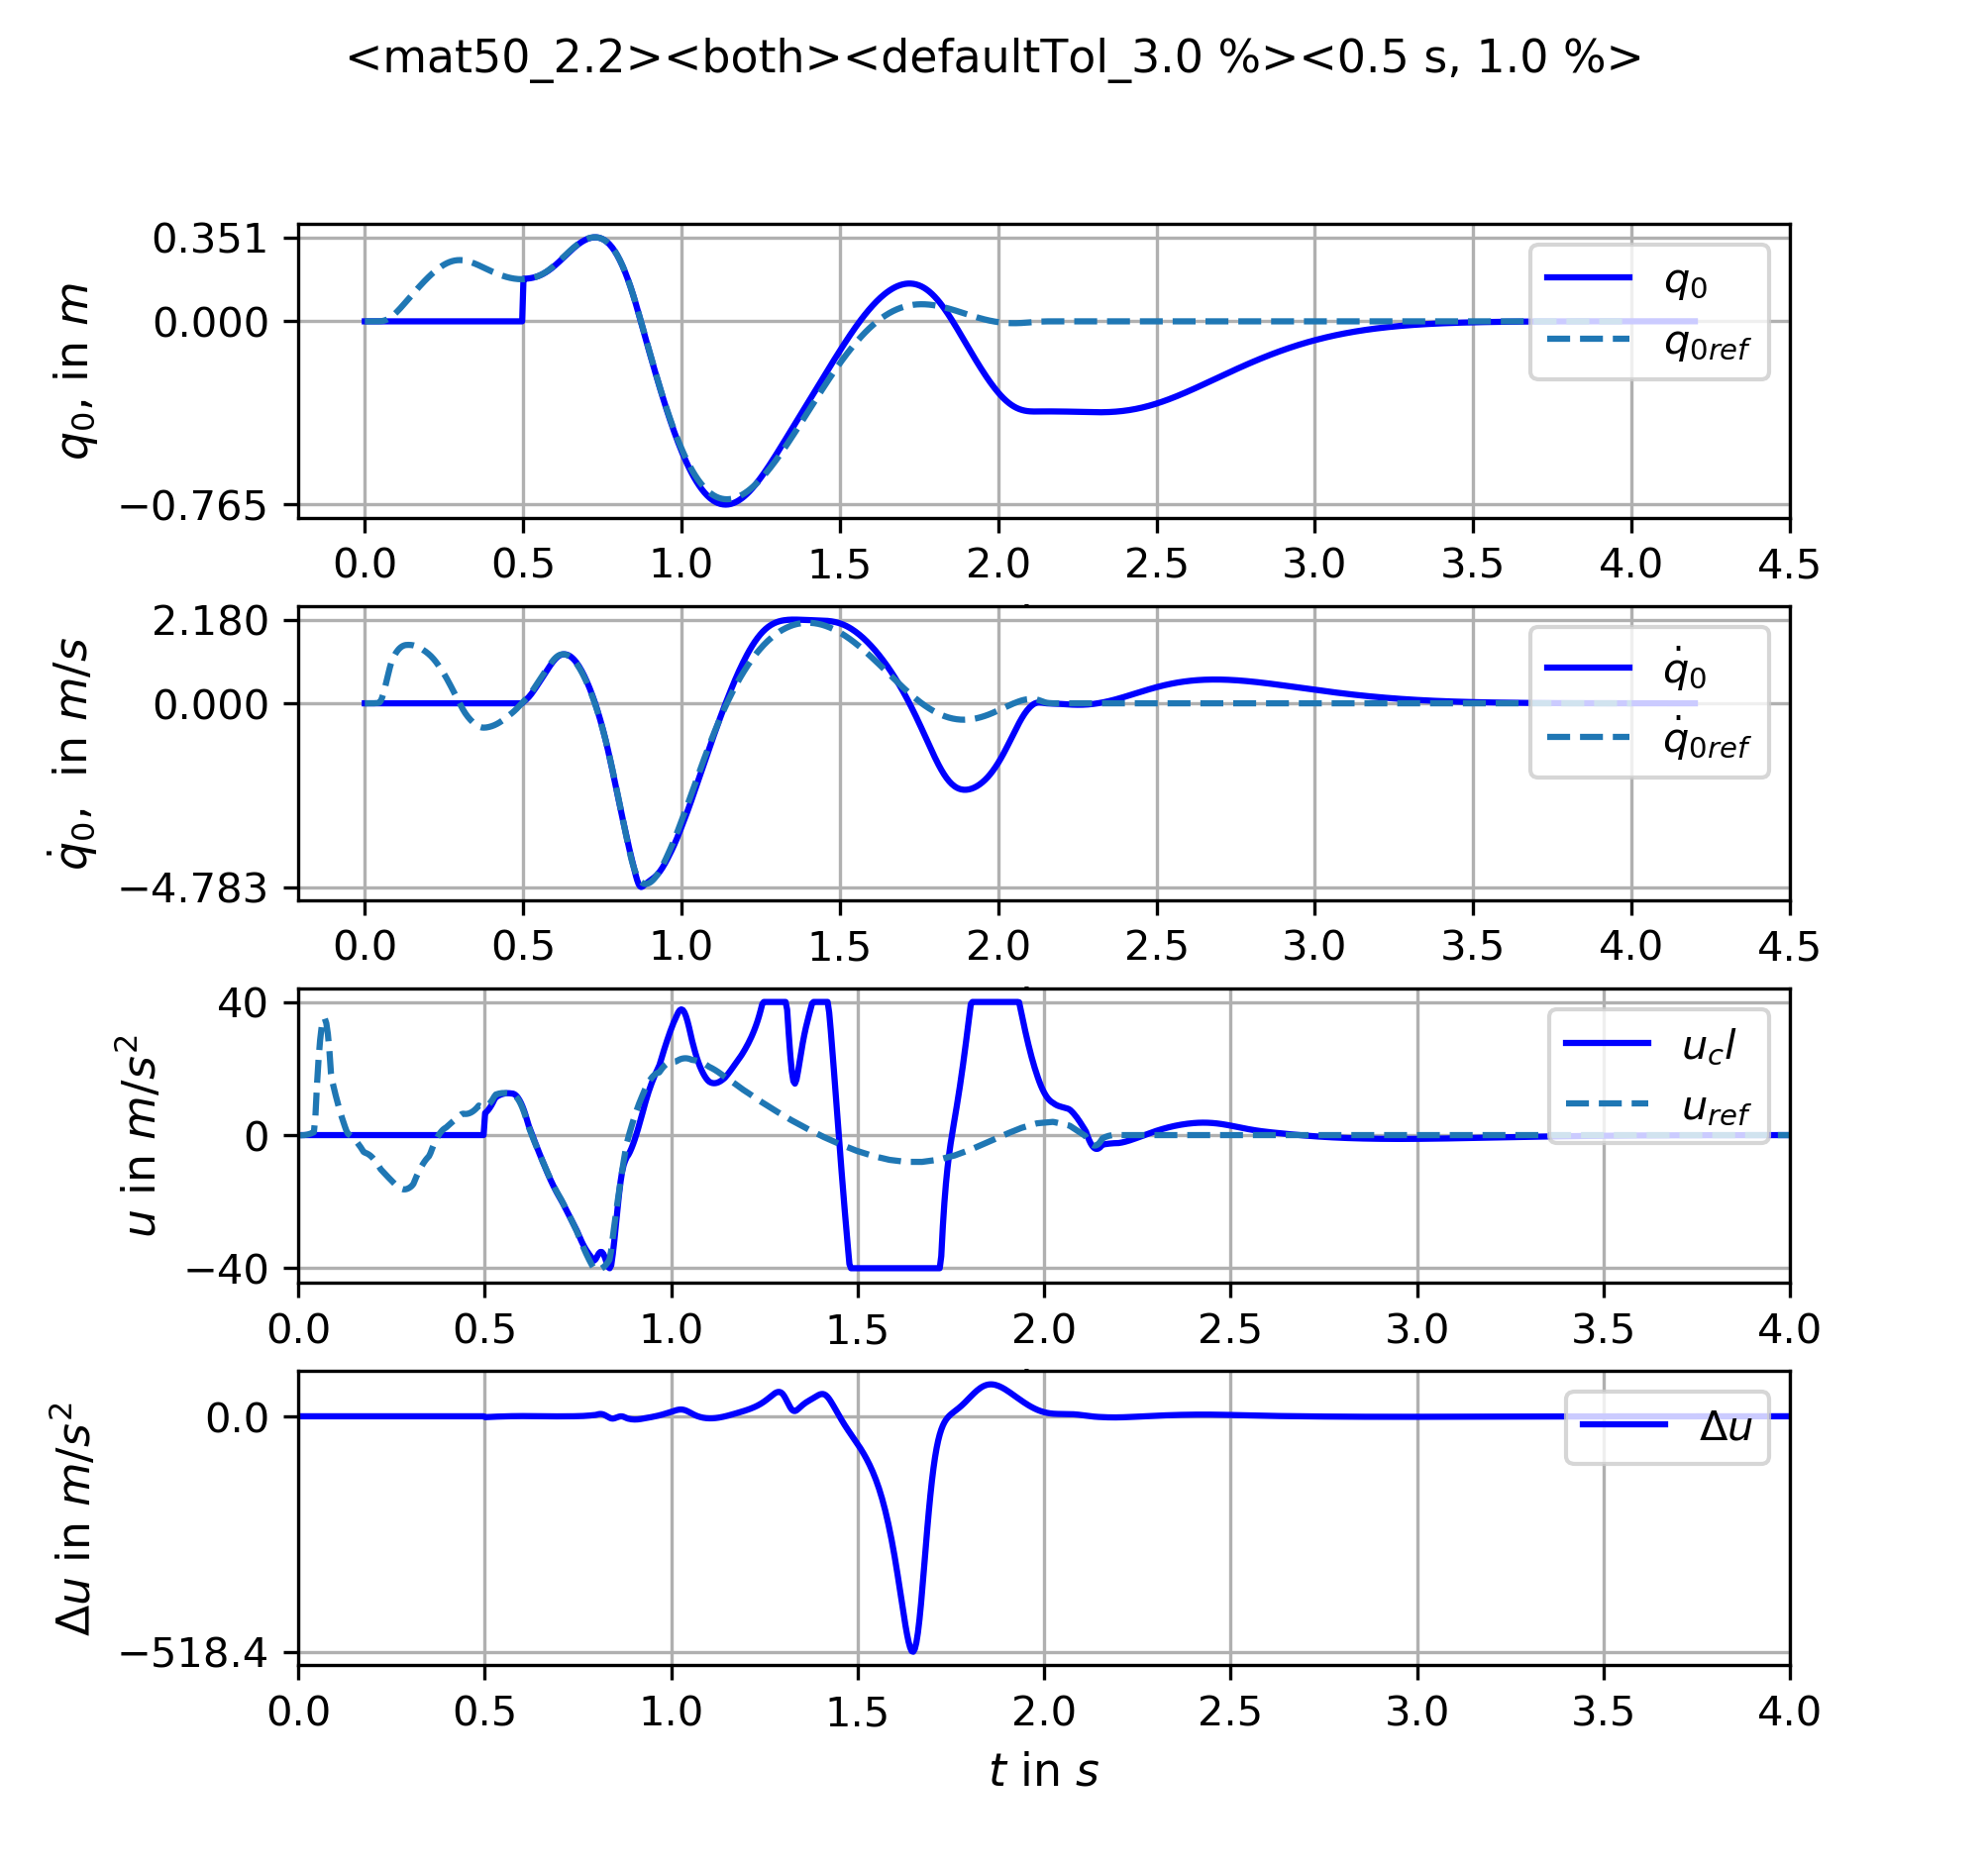 <mat50_2.2><both><defaultTol_3.0 %><0.5 s, 1.0 %>
q₀, in m
0.351
0.000
−0.765
q₀
q₀ref
0.0 0.5 1.0 1.5 2.0 2.5 3.0 3.5 4.0 4.5
q̇₀, in m/s
2.180
0.000
−4.783
q̇₀
q̇₀ref
0.0 0.5 1.0 1.5 2.0 2.5 3.0 3.5 4.0 4.5
u in m/s²
40
0
−40
u_cl
u_ref
0.0 0.5 1.0 1.5 2.0 2.5 3.0 3.5 4.0
Δu in m/s²
0.0
−518.4
Δu
0.0 0.5 1.0 1.5 2.0 2.5 3.0 3.5 4.0
t in s